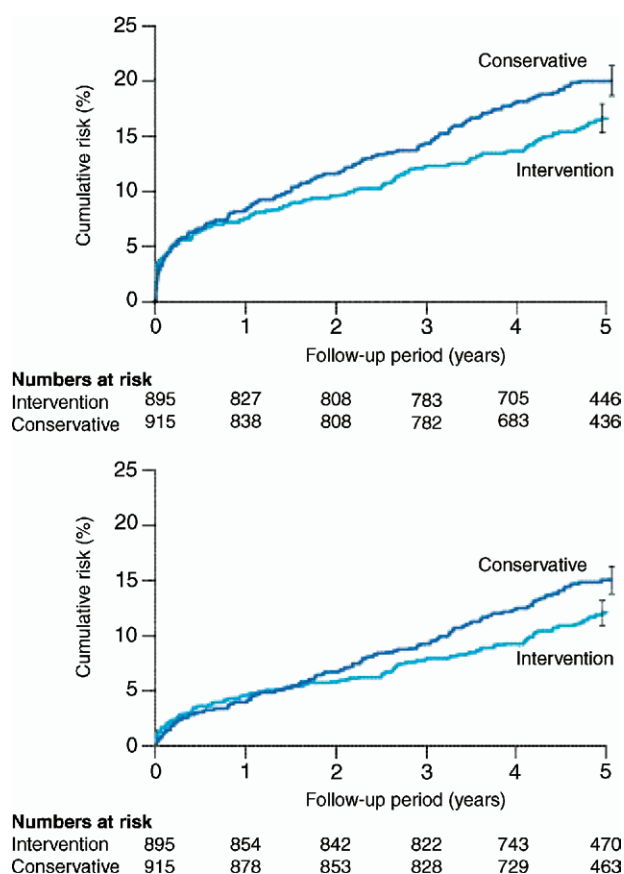 25
20
15
10
5
0
Cumulative risk (%)
Conservative
Intervention
0 1 2 3 4 5
Follow-up period (years)
Numbers at risk
Intervention 895 827 808 783 705 446
Conservative 915 838 808 782 683 436
25
20
15
10
5
0
Cumulative risk (%)
Conservative
Intervention
0 1 2 3 4 5
Follow-up period (years)
Numbers at risk
Intervention 895 854 842 822 743 470
Conservative 915 878 853 828 729 463